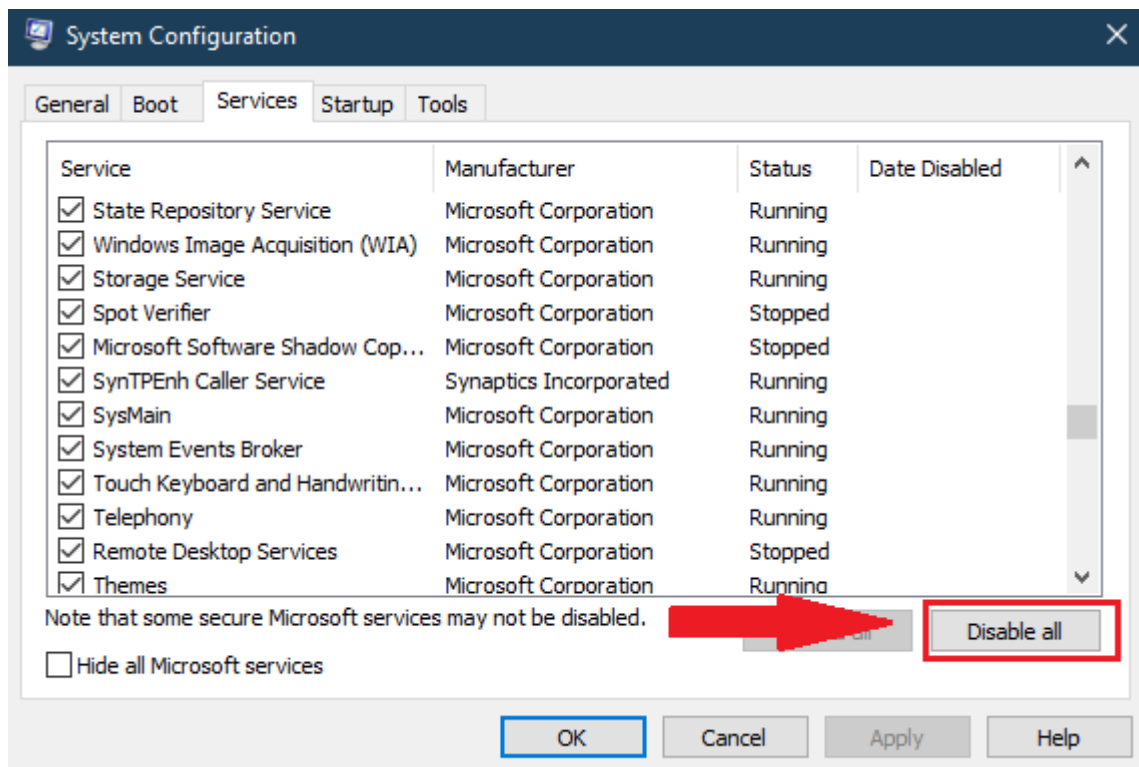 System Configuration
General Boot Services Startup Tools
Service Manufacturer Status Date Disabled
State Repository Service Microsoft Corporation Running
Windows Image Acquisition (WIA) Microsoft Corporation Running
Storage Service Microsoft Corporation Running
Spot Verifier Microsoft Corporation Stopped
Microsoft Software Shadow Cop... Microsoft Corporation Stopped
SynTPEnh Caller Service Synaptics Incorporated Running
SysMain Microsoft Corporation Running
System Events Broker Microsoft Corporation Running
Touch Keyboard and Handwritin... Microsoft Corporation Running
Telephony Microsoft Corporation Running
Remote Desktop Services Microsoft Corporation Stopped
Themes Microsoft Corporation Running
Note that some secure Microsoft services may not be disabled.
Disable all
Hide all Microsoft services
OK Cancel Apply Help